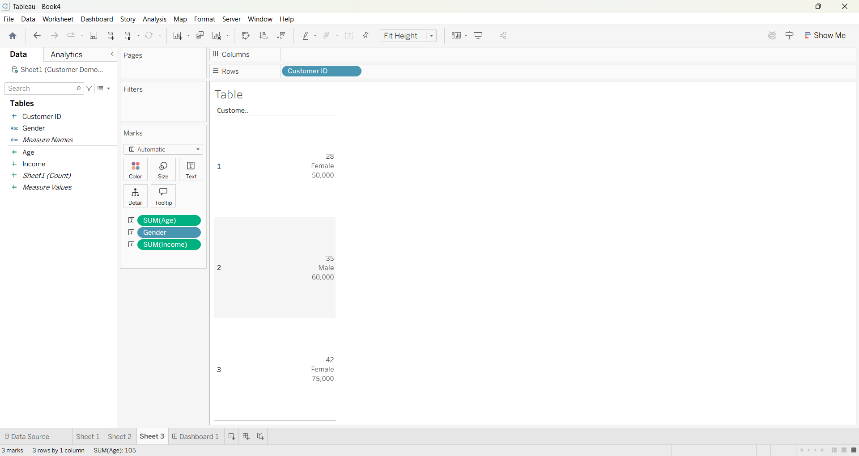 Tableau - Book4
File Data Worksheet Dashboard Story Analysis Map Format Server Window Help
Fit Height
Show Me
Data Analytics
Sheet1 (Customer Demo...
Search
Tables
Customer ID
Abc Gender
Abc Measure Names
Age
Income
Sheet1 (Count)
Measure Values
Pages
Filters
Marks
Automatic
Color Size Text
Detail Tooltip
SUM(Age)
Gender
SUM(Income)
Columns
Rows Customer ID
Table
Custome..
1
28
Female
50,000
2
35
Male
60,000
3
42
Female
75,000
Data Source Sheet 1 Sheet 2 Sheet 3 Dashboard 1
3 marks 3 rows by 1 column SUM(Age): 105